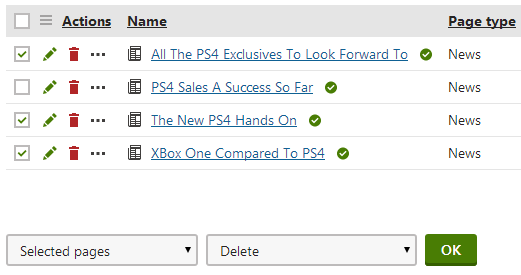 Actions Name Page type
All The PS4 Exclusives To Look Forward To News
PS4 Sales A Success So Far News
The New PS4 Hands On News
XBox One Compared To PS4 News
Selected pages Delete OK